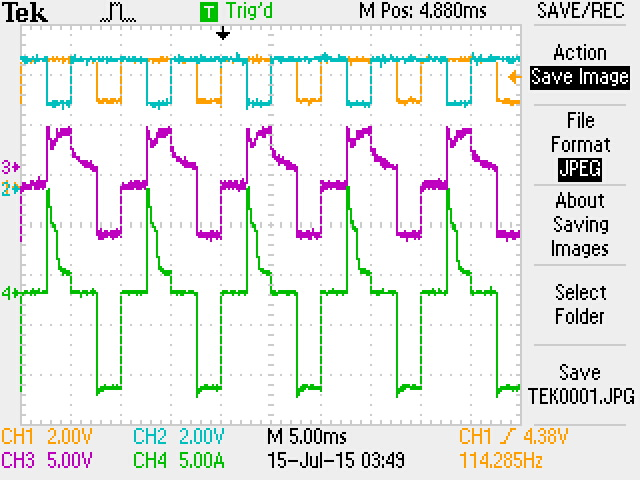 Tek T Trig'd M Pos: 4.880ms SAVE/REC
Action
Save Image
File
Format
JPEG
About
Saving
Images
Select
Folder
Save
TEK0001.JPG
3
2
4
CH1 2.00V CH2 2.00V M 5.00ms CH1 4.38V
CH3 5.00V CH4 5.00A 15-Jul-15 03:49 114.285Hz